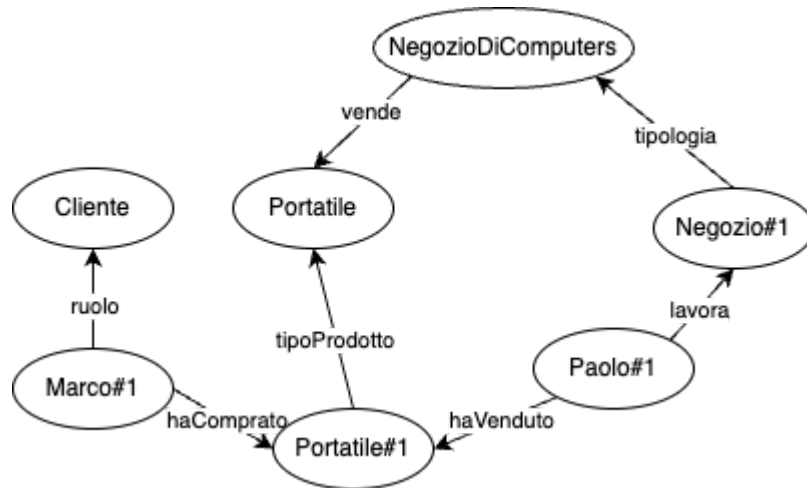 NegozioDiComputers
vende
tipologia
Cliente
Portatile
Negozio#1
ruolo
tipoProdotto
lavora
Marco#1
Paolo#1
haComprato
haVenduto
Portatile#1